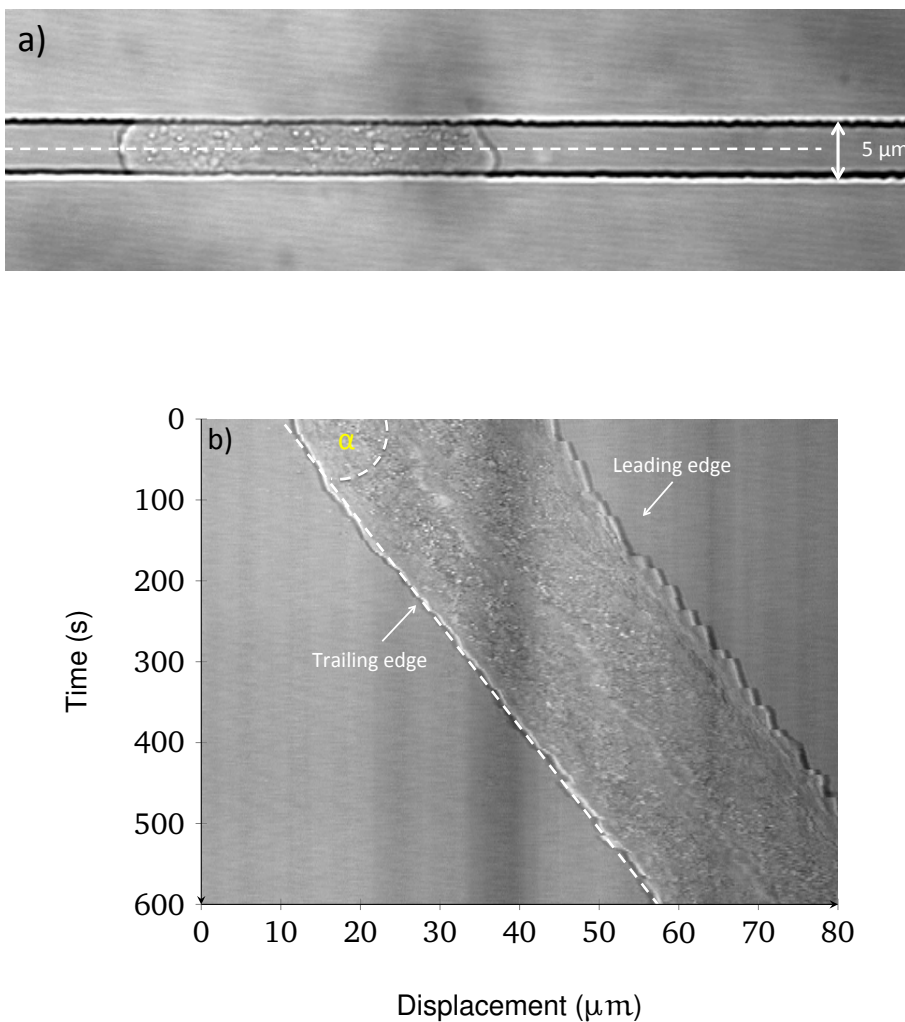 a)
5 μm
b)
α
Leading edge
Trailing edge
0
100
200
300
400
500
600
Time (s)
0 10 20 30 40 50 60 70 80
Displacement (μm)